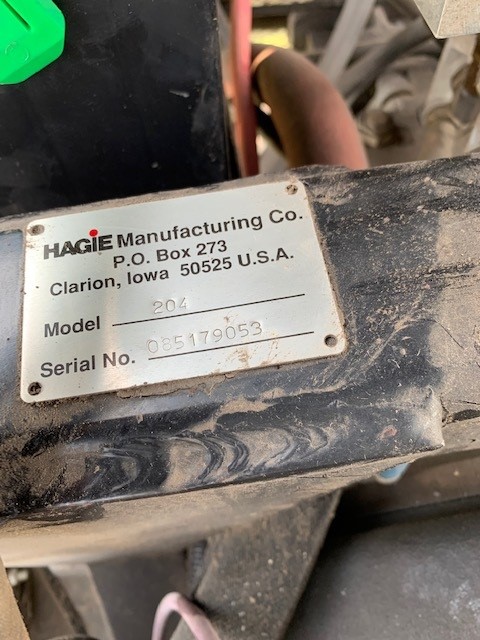 HAGIE Manufacturing Co.
P.O. Box 273
Clarion, Iowa 50525 U.S.A.
Model 204
Serial No. 085179053